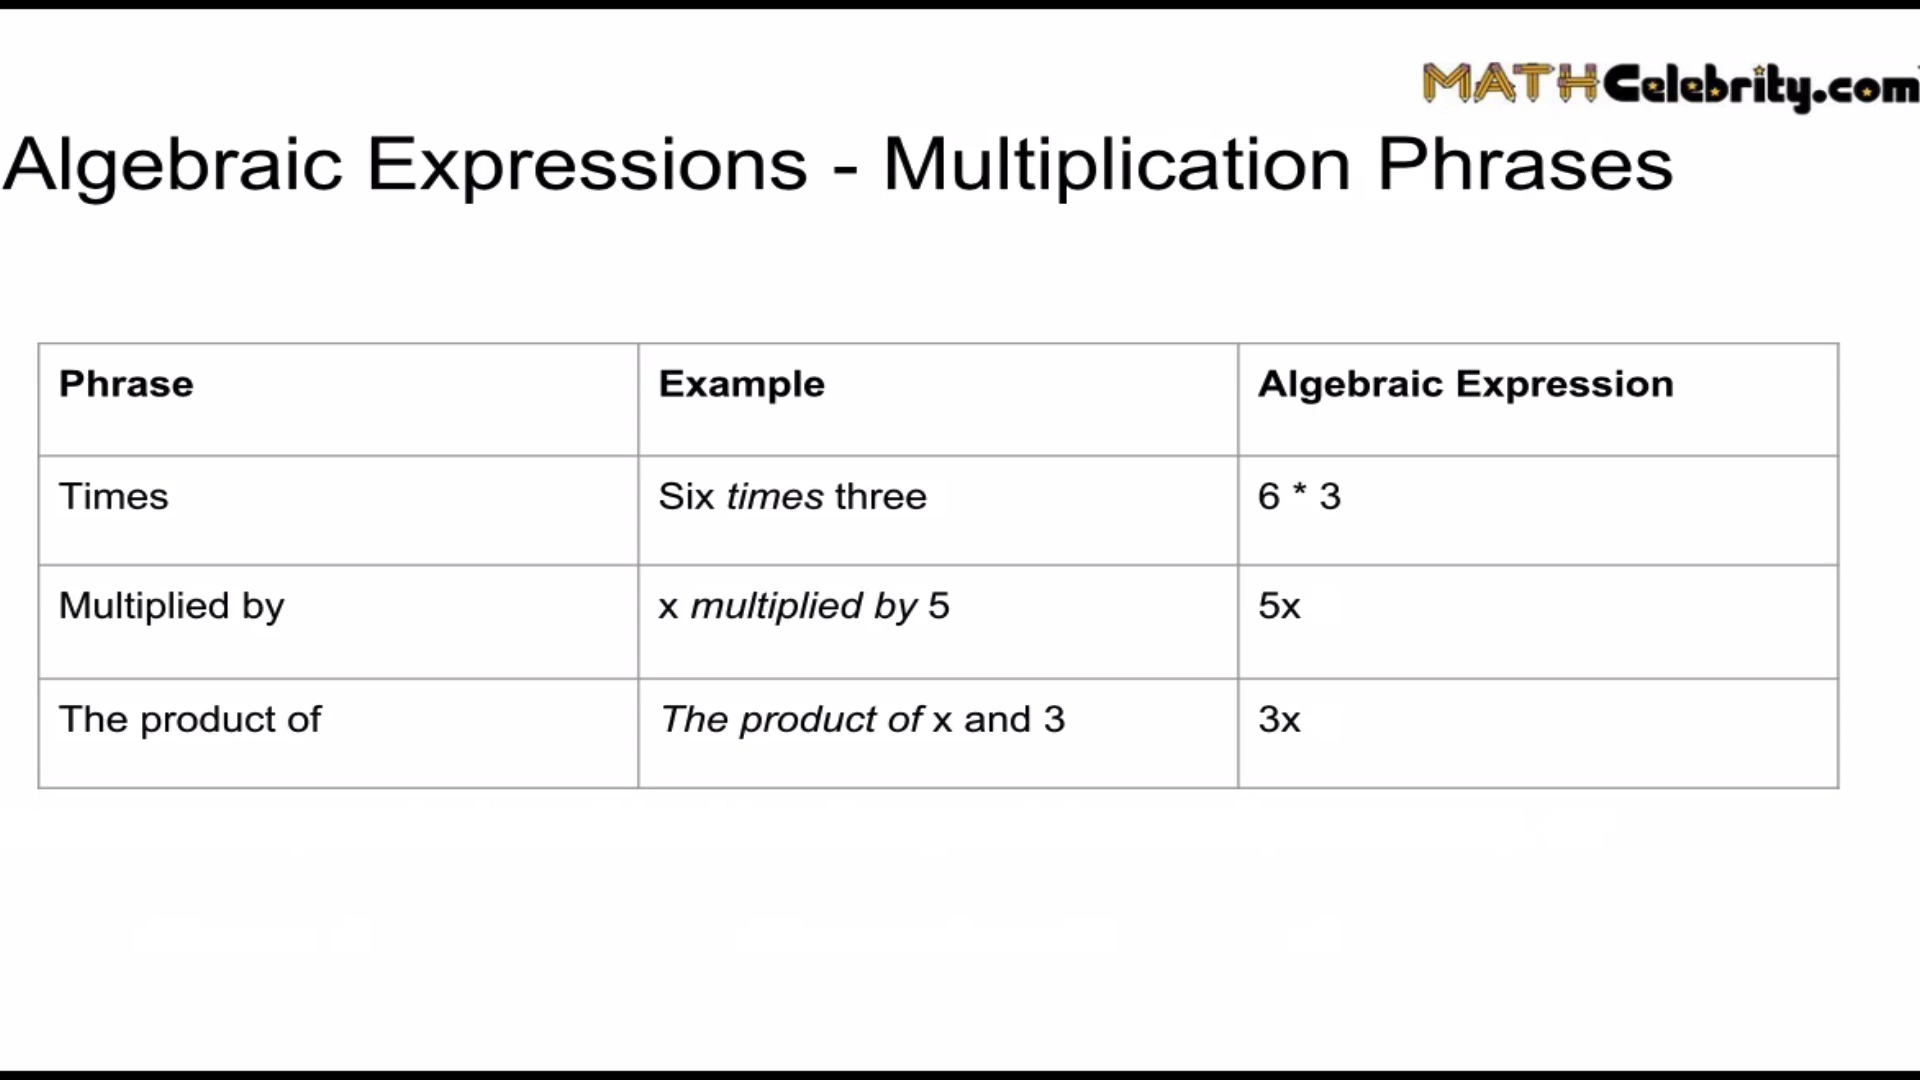 MATHCelebrity.com
Algebraic Expressions - Multiplication Phrases
Phrase Example Algebraic Expression
Times Six times three 6 * 3
Multiplied by x multiplied by 5 5x
The product of The product of x and 3 3x